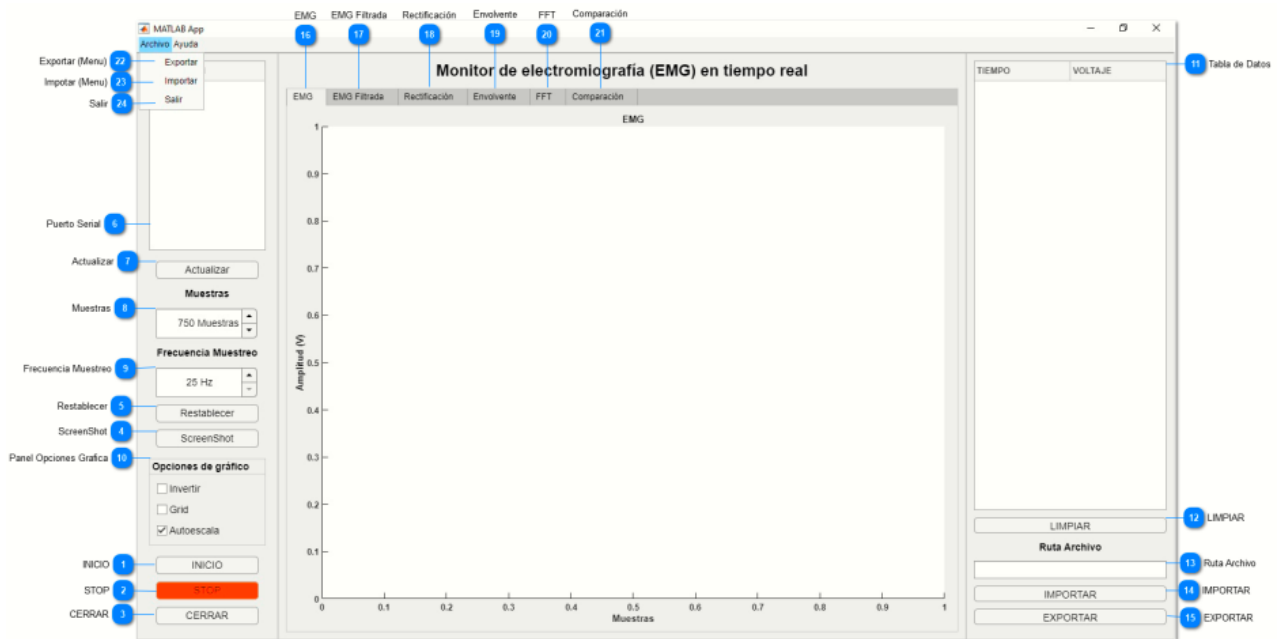 EMG EMG Filtrada Rectificación Envolvente FFT Comparación
16 17 18 19 20 21
MATLAB App
Archivo Ayuda
Exportar (Menu) 22
Impotar (Menu) 23
Salir 24
Exportar
Importar
Salir
Puerto Serial 6
Actualizar 7
Actualizar
Muestras
Muestras 8
750 Muestras
Frecuencia Muestreo
Frecuencia Muestreo 9
25 Hz
Restablecer 5
Restablecer
ScreenShot 4
ScreenShot
Panel Opciones Grafica 10
Opciones de gráfico
Invertir
Grid
Autoescala
INICIO 1
INICIO
STOP 2
STOP
CERRAR 3
CERRAR
Monitor de electromiografía (EMG) en tiempo real
EMG EMG Filtrada Rectificación Envolvente FFT Comparación
EMG
1
0.9
0.8
0.7
0.6
0.5
0.4
0.3
0.2
0.1
0
Amplitud (V)
0 0.1 0.2 0.3 0.4 0.5 0.6 0.7 0.8 0.9 1
Muestras
TIEMPO VOLTAJE
11 Tabla de Datos
LIMPIAR
12 LIMPIAR
Ruta Archivo
13 Ruta Archivo
IMPORTAR
14 IMPORTAR
EXPORTAR
15 EXPORTAR